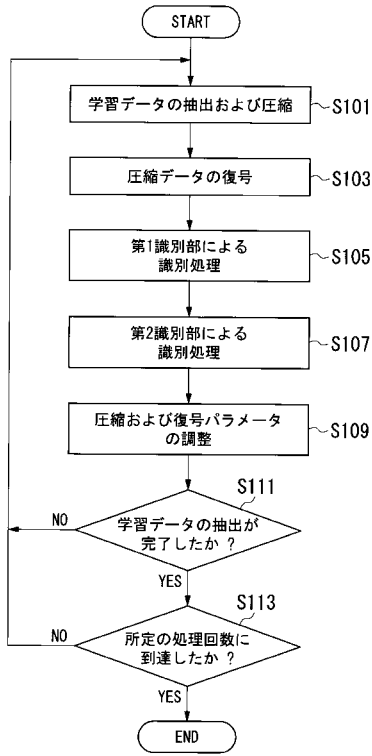 START
学習データの抽出および圧縮
S101
圧縮データの復号
S103
第1識別部による
識別処理
S105
第2識別部による
識別処理
S107
圧縮および復号パラメータ
の調整
S109
S111
学習データの抽出が
完了したか ?
NO
YES
S113
所定の処理回数に
到達したか ?
NO
YES
END